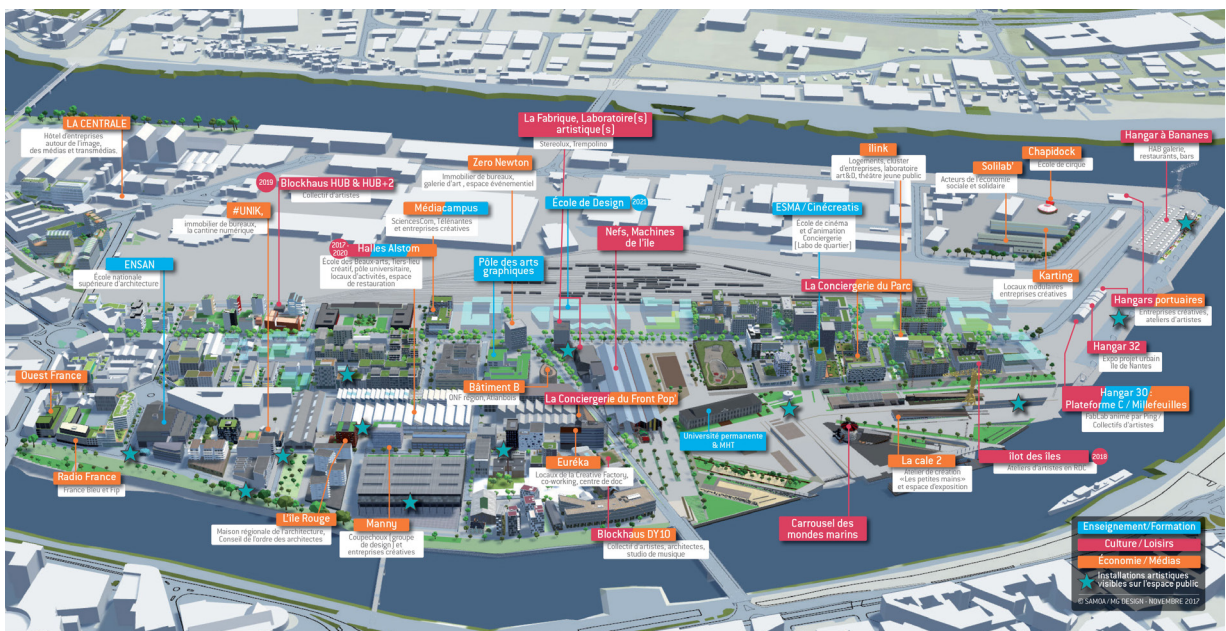 LA CENTRALE
Hôtel d'entreprises
autour de l'image,
des médias et transmédias.
2019
Blockhaus HUB & HUB+2
Collectif d'artistes
#UNIK,
immobilier de bureaux,
la cantine numérique
ENSAN
École nationale
supérieure d'architecture
Médiacampus
SciencesCom, Télénantes
et entreprises créatives
2017 -
2020
Halles Alstom
École des Beaux-arts, tiers-lieu
créatif, pôle universitaire,
locaux d'activités, espace
de restauration
Zero Newton
Immobilier de bureaux,
galerie d'art , espace événementiel
La Fabrique, Laboratoire(s)
artistique(s)
Stereolux, Trempolino
École de Design
2021
Nefs, Machines
de l'île
Pôle des arts
graphiques
ESMA / Cinécreatis
École de cinéma
et d'animation
Conciergerie
(Labo de quartier)
Ilink
Logements, cluster
d'entreprises, laboratoire
art&D, théâtre jeune public
Solilab'
Acteurs de l'économie
sociale et solidaire
Chapidock
École de cirque
Hangar à Bananes
HAB galerie,
restaurants, bars
Karting
Locaux modulaires
entreprises créatives
Hangars portuaires
Entreprises créatives,
ateliers d'artistes
Hangar 32
Expo projet urbain
Île de Nantes
Hangar 30 :
Plateforme C / Millefeuilles
FabLab animé par Ping /
Collectifs d'artistes
La Conciergerie du Parc
Ouest France
Radio France
France Bleu et Fip
L'île Rouge
Maison régionale de l'architecture,
Conseil de l'ordre des architectes
Manny
Coupechoux (groupe
de design) et
entreprises créatives
Bâtiment B
ONF région, Atlanbois
La Conciergerie du Front Pop'
Euréka
Locaux de la Creative Factory,
co-working, centre de doc
Blockhaus DY10
Collectif d'artistes, architectes,
studio de musique
Université permanente
& MHT
Carrousel des
mondes marins
La cale 2
Atelier de création
«Les petites mains»
et espace d'exposition
Îlot des îles
2018
Ateliers d'artistes en RDC
Enseignement/Formation
Culture / Loisirs
Économie / Médias
Installations artistiques
visibles sur l'espace public
© SAMOA / MG DESIGN - NOVEMBRE 2017